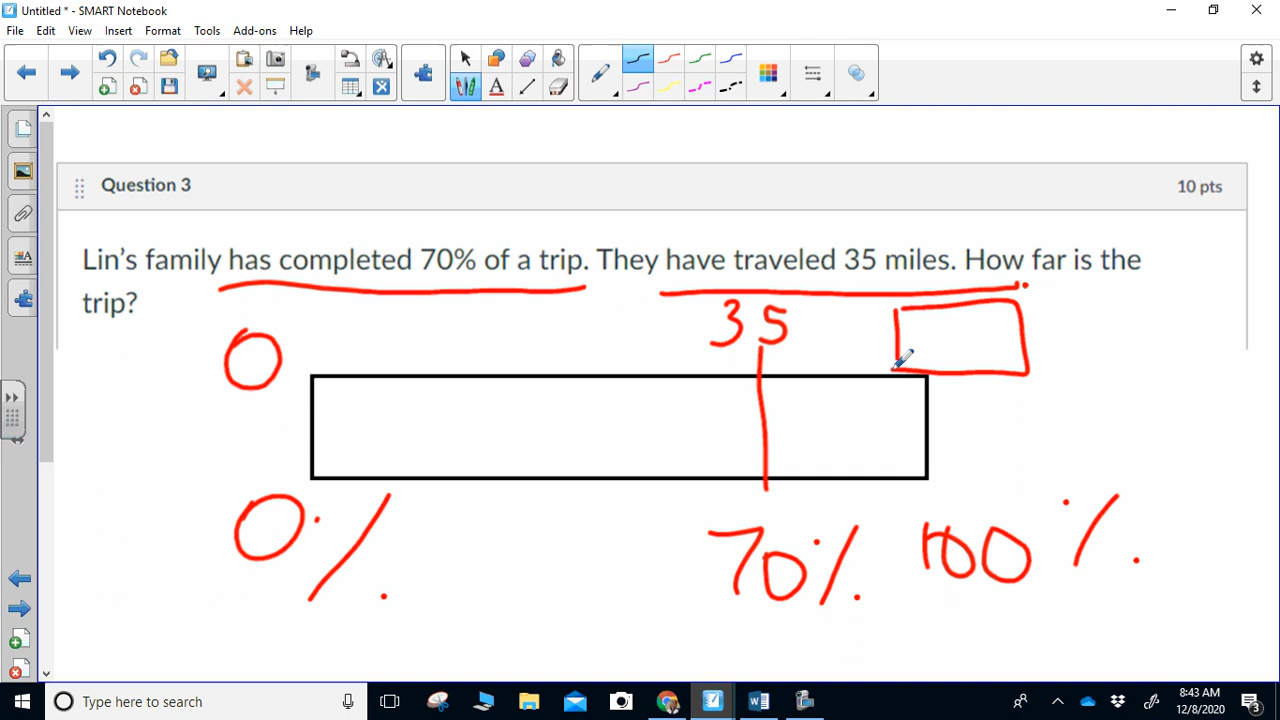 Untitled * - SMART Notebook
File Edit View Insert Format Tools Add-ons Help
Question 3
10 pts
Lin's family has completed 70% of a trip. They have traveled 35 miles. How far is the
trip?
0
35
0%
70%
100%
Type here to search
8:43 AM
12/8/2020
3